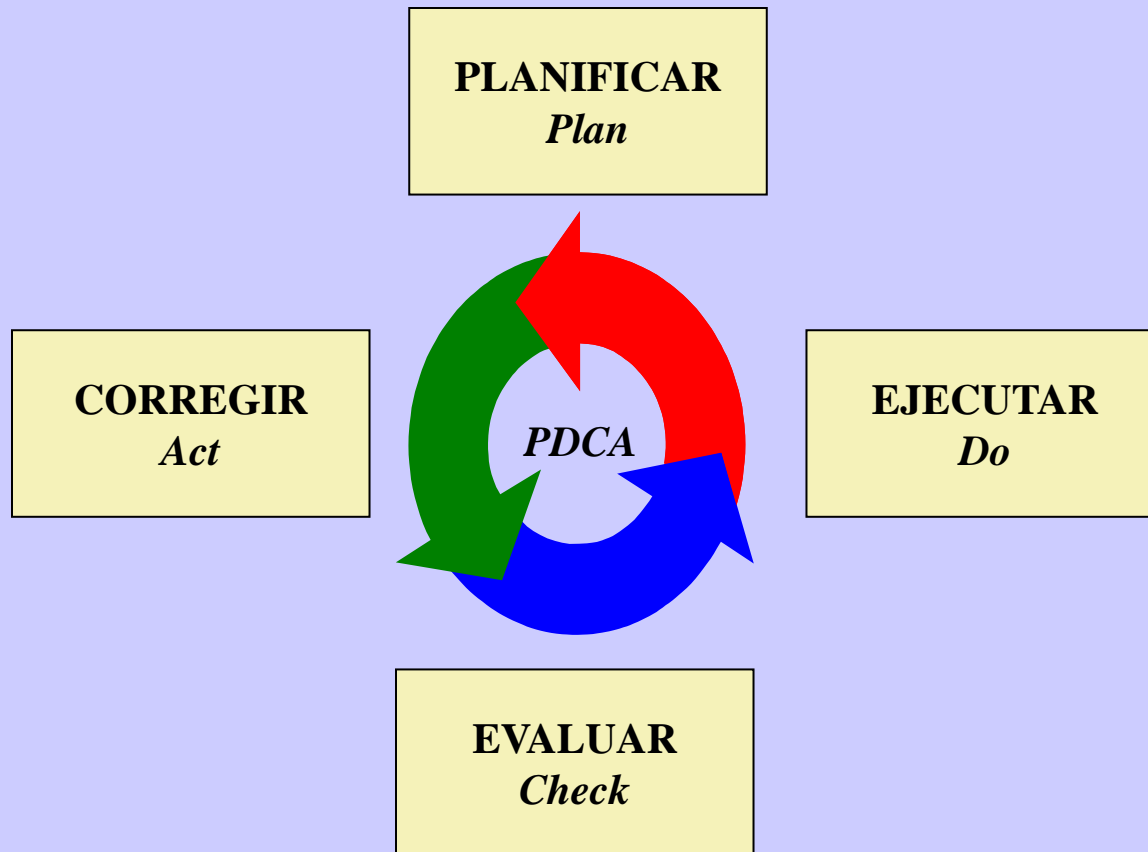 PLANIFICAR
Plan
CORREGIR
Act
PDCA
EJECUTAR
Do
EVALUAR
Check